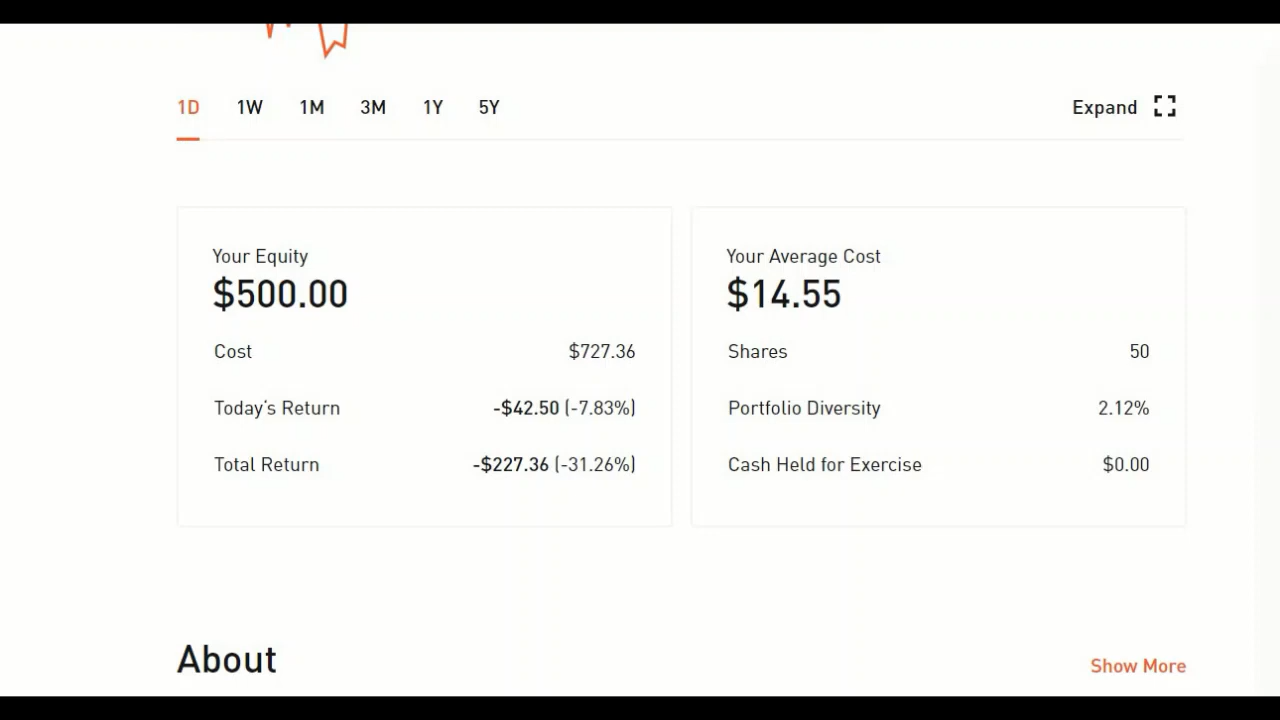 1D 1W 1M 3M 1Y 5Y Expand
Your Equity
$500.00
Cost $727.36
Today's Return -$42.50 (-7.83%)
Total Return -$227.36 (-31.26%)
Your Average Cost
$14.55
Shares 50
Portfolio Diversity 2.12%
Cash Held for Exercise $0.00
About Show More